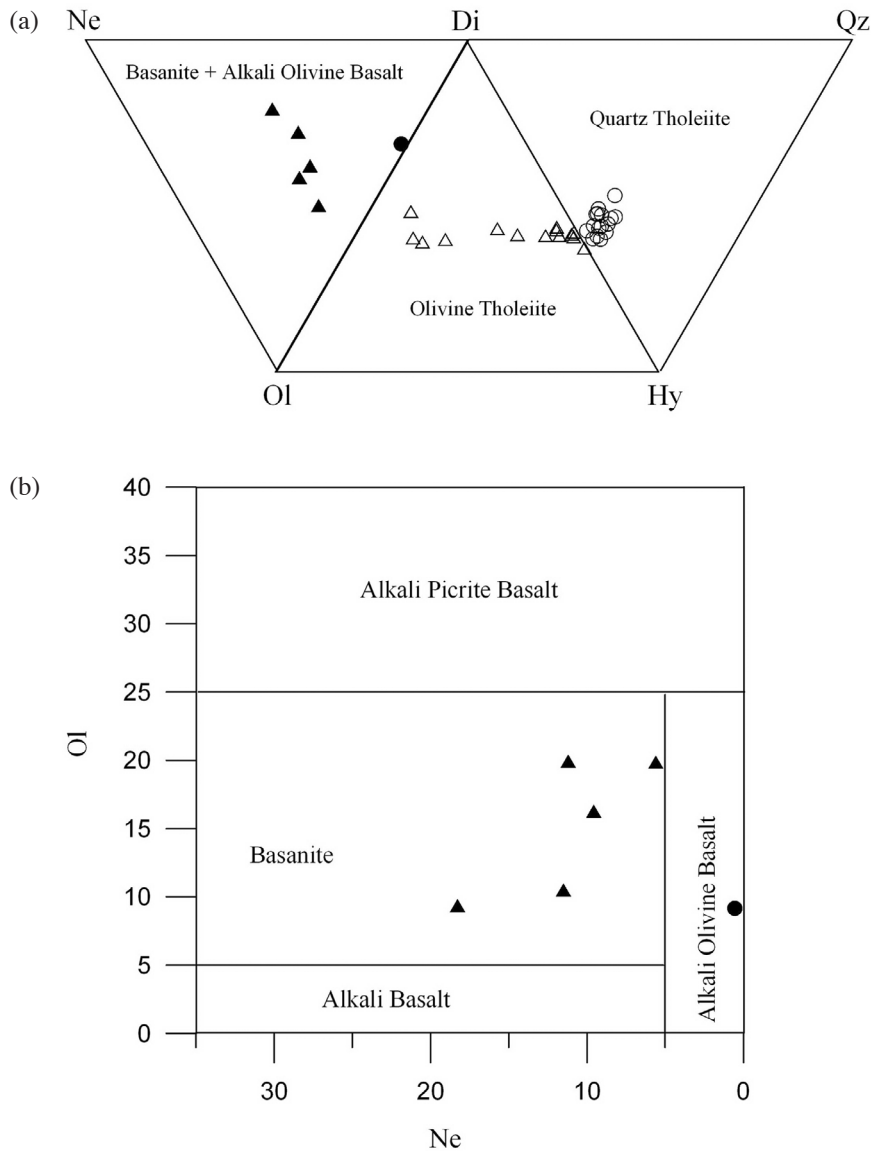 (a)
Ne Di Qz
Basanite + Alkali Olivine Basalt
Quartz Tholeiite
Olivine Tholeiite
Ol Hy
(b)
40
35
30
25
20
15
10
5
0
Ol
Alkali Picrite Basalt
Basanite
Alkali Basalt
Alkali Olivine Basalt
30 20 10 0
Ne